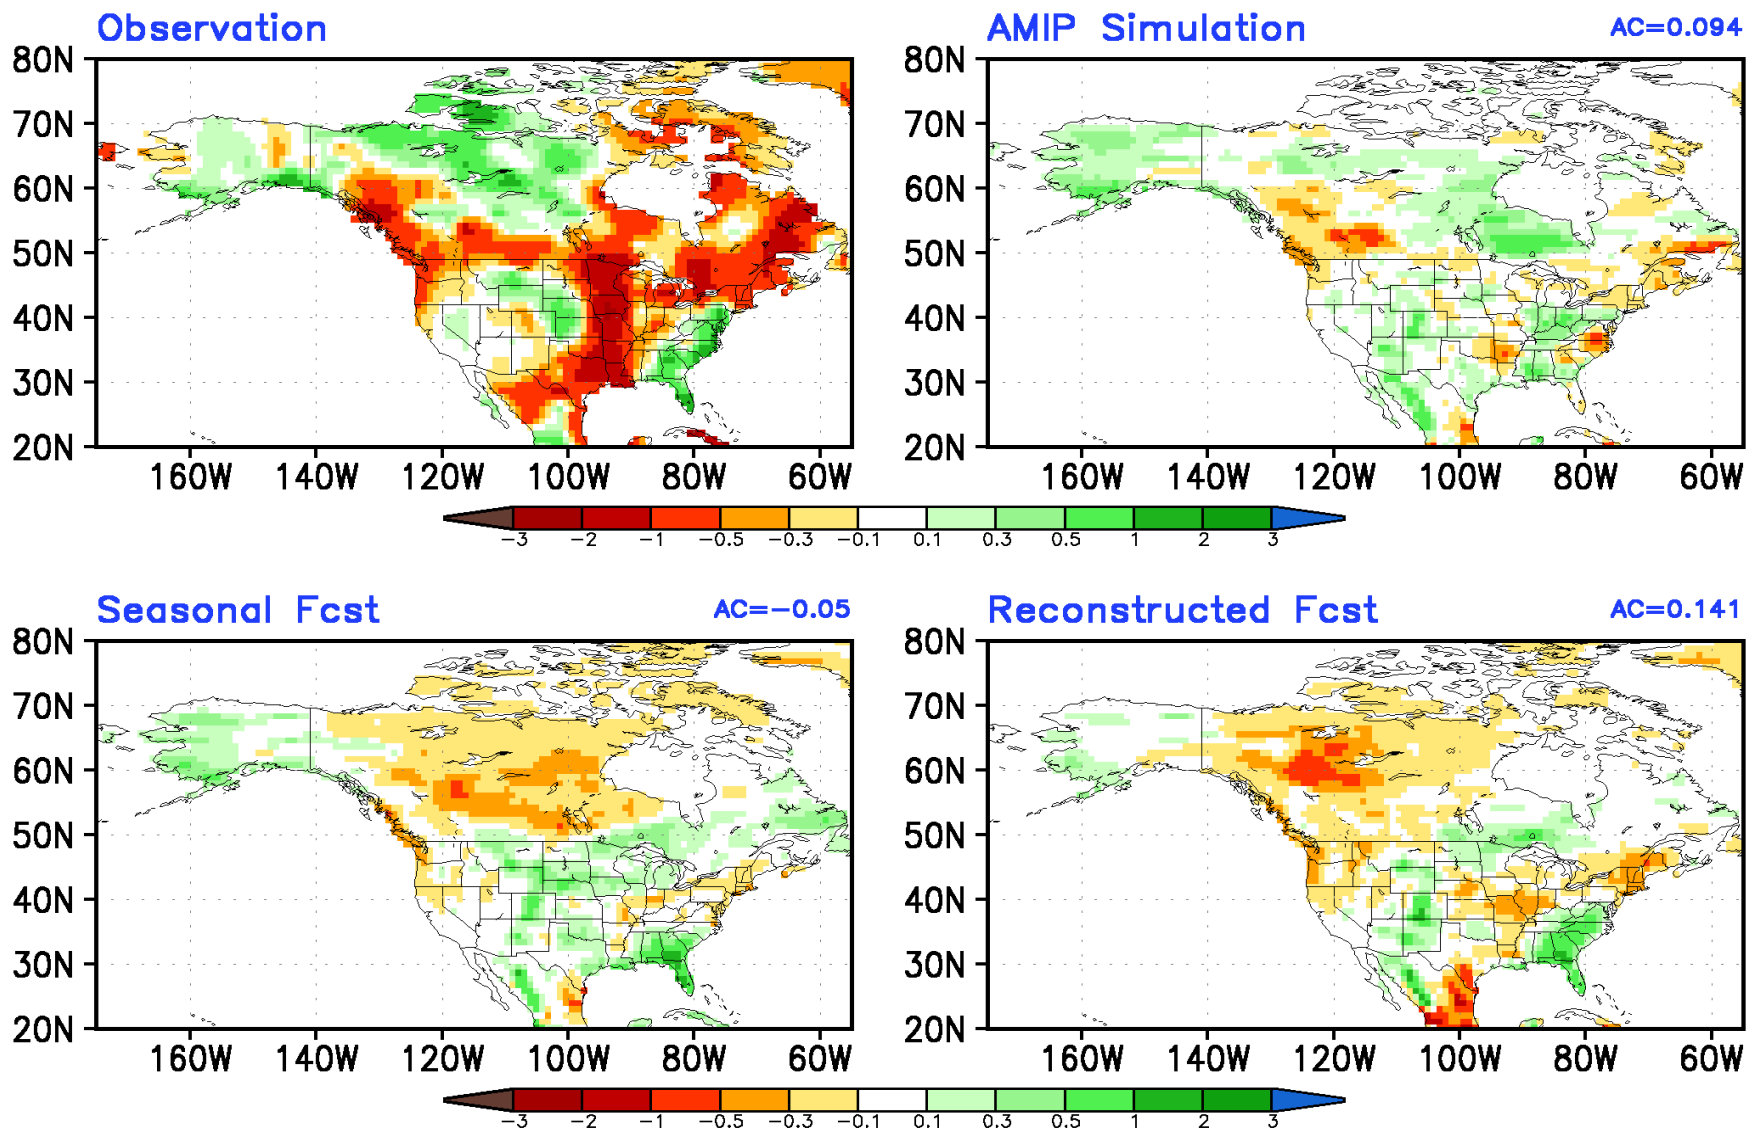 Observation
AMIP Simulation AC=0.094
80N 80N
70N 70N
60N 60N
50N 50N
40N 40N
30N 30N
20N 20N
160W 140W 120W 100W 80W 60W 160W 140W 120W 100W 80W 60W
-3 -2 -1 -0.5 -0.3 -0.1 0.1 0.3 0.5 1 2 3
Seasonal Fcst AC=-0.05
Reconstructed Fcst AC=0.141
80N 80N
70N 70N
60N 60N
50N 50N
40N 40N
30N 30N
20N 20N
160W 140W 120W 100W 80W 60W 160W 140W 120W 100W 80W 60W
-3 -2 -1 -0.5 -0.3 -0.1 0.1 0.3 0.5 1 2 3